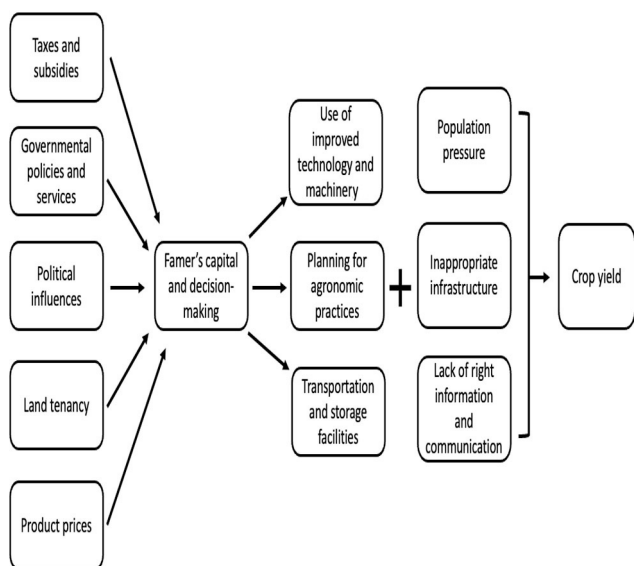 Taxes and
subsidies
Governmental
policies and
services
Political
influences
Land tenancy
Product prices
Famer's capital
and decision-
making
Use of
improved
technology and
machinery
Planning for
agronomic
practices
Transportation
and storage
facilities
+
Population
pressure
Inappropriate
infrastructure
Lack of right
information
and
communication
Crop yield